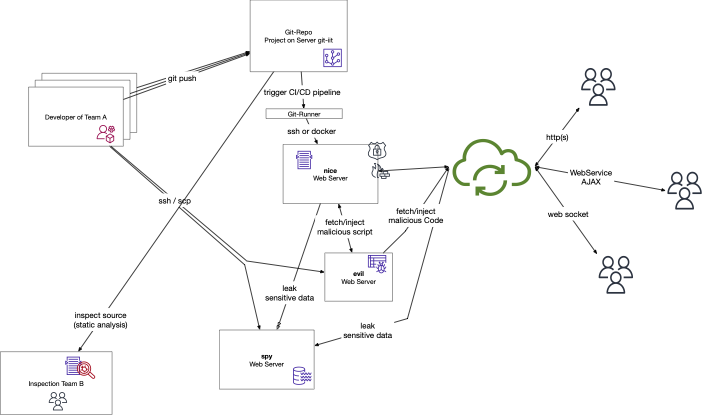 Git-Repo
Project on Server git-iit
git push
trigger CI/CD pipeline
Developer of Team A
Git-Runner
ssh or docker
http(s)
nice
Web Server
WebService
AJAX
ssh / scp
fetch/inject
malicious script
fetch/inject
malicious Code
web socket
evil
Web Server
leak
sensitive data
inspect source
(static analysis)
leak
sensitive data
spy
Web Server
Inspection Team B